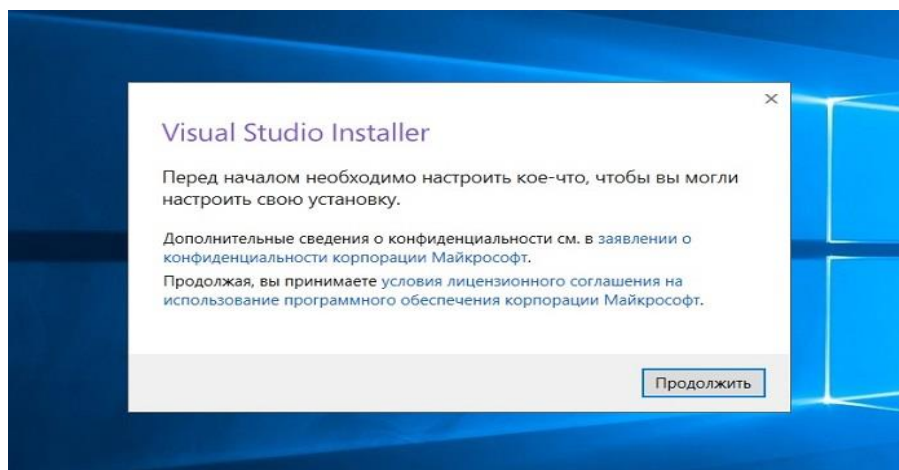 Visual Studio Installer
Перед началом необходимо настроить кое-что, чтобы вы могли
настроить свою установку.
Дополнительные сведения о конфиденциальности см. в заявлении о
конфиденциальности корпорации Майкрософт.
Продолжая, вы принимаете условия лицензионного соглашения на
использование программного обеспечения корпорации Майкрософт.
Продолжить